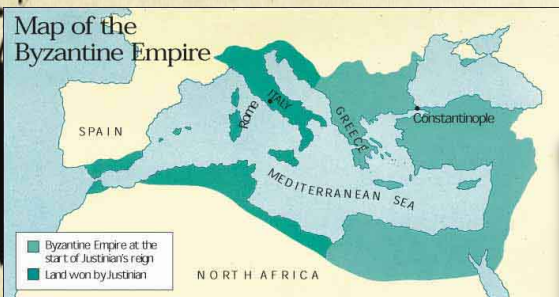 Map of the
Byzantine Empire
SPAIN
Rome
ITALY
GREECE
Constantinople
MEDITERRANEAN SEA
Byzantine Empire at the
start of Justinian's reign
Land won by Justinian
NORTH AFRICA